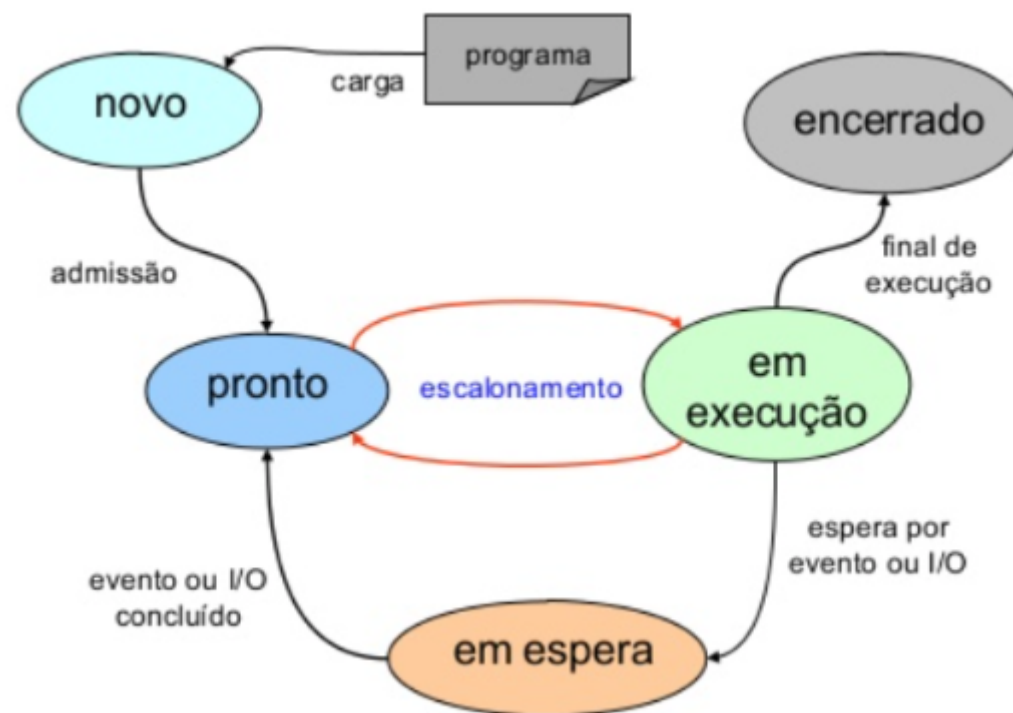 programa
carga
novo
encerrado
admissão
final de
execução
pronto
escalonamento
em
execução
espera por
evento ou I/O
evento ou I/O
concluído
em espera